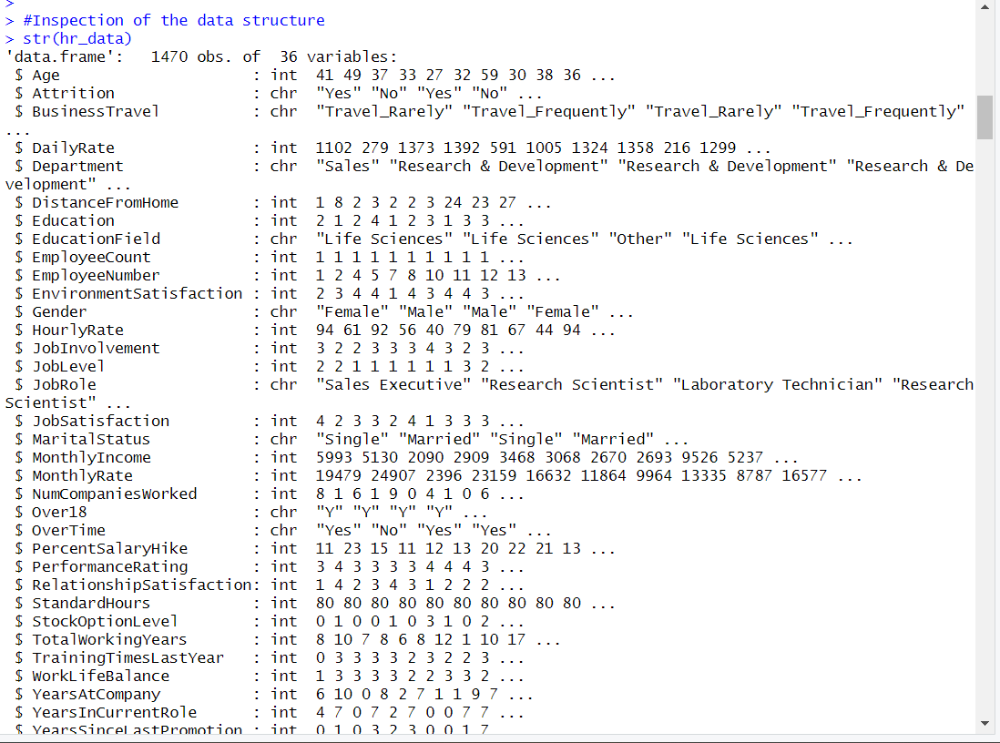 >
> #Inspection of the data structure
> str(hr_data)
'data.frame':   1470 obs. of  36 variables:
 $ Age                     : int  41 49 37 33 27 32 59 30 38 36 ...
 $ Attrition               : chr  "Yes" "No" "Yes" "No" ...
 $ BusinessTravel          : chr  "Travel_Rarely" "Travel_Frequently" "Travel_Rarely" "Travel_Frequently"
...
 $ DailyRate               : int  1102 279 1373 1392 591 1005 1324 1358 216 1299 ...
 $ Department              : chr  "Sales" "Research & Development" "Research & Development" "Research & De
velopment" ...
 $ DistanceFromHome        : int  1 8 2 3 2 2 3 24 23 27 ...
 $ Education               : int  2 1 2 4 1 2 3 1 3 3 ...
 $ EducationField          : chr  "Life Sciences" "Life Sciences" "Other" "Life Sciences" ...
 $ EmployeeCount           : int  1 1 1 1 1 1 1 1 1 1 ...
 $ EmployeeNumber          : int  1 2 4 5 7 8 10 11 12 13 ...
 $ EnvironmentSatisfaction : int  2 3 4 4 1 4 3 4 4 3 ...
 $ Gender                  : chr  "Female" "Male" "Male" "Female" ...
 $ HourlyRate              : int  94 61 92 56 40 79 81 67 44 94 ...
 $ JobInvolvement          : int  3 2 2 3 3 3 4 3 2 3 ...
 $ JobLevel                : int  2 2 1 1 1 1 1 1 3 2 ...
 $ JobRole                 : chr  "Sales Executive" "Research Scientist" "Laboratory Technician" "Research
Scientist" ...
 $ JobSatisfaction         : int  4 2 3 3 2 4 1 3 3 3 ...
 $ MaritalStatus           : chr  "Single" "Married" "Single" "Married" ...
 $ MonthlyIncome           : int  5993 5130 2090 2909 3468 3068 2670 2693 9526 5237 ...
 $ MonthlyRate             : int  19479 24907 2396 23159 16632 11864 9964 13335 8787 16577 ...
 $ NumCompaniesWorked      : int  8 1 6 1 9 0 4 1 0 6 ...
 $ Over18                  : chr  "Y" "Y" "Y" "Y" ...
 $ OverTime                : chr  "Yes" "No" "Yes" "Yes" ...
 $ PercentSalaryHike       : int  11 23 15 11 12 13 20 22 21 13 ...
 $ PerformanceRating       : int  3 4 3 3 3 3 4 4 4 3 ...
 $ RelationshipSatisfaction: int  1 4 2 3 4 3 1 2 2 2 ...
 $ StandardHours           : int  80 80 80 80 80 80 80 80 80 80 ...
 $ StockOptionLevel        : int  0 1 0 0 1 0 3 1 0 2 ...
 $ TotalWorkingYears       : int  8 10 7 8 6 8 12 1 10 17 ...
 $ TrainingTimesLastYear   : int  0 3 3 3 3 2 3 2 2 3 ...
 $ WorkLifeBalance         : int  1 3 3 3 3 2 2 3 3 2 ...
 $ YearsAtCompany          : int  6 10 0 8 2 7 1 1 9 7 ...
 $ YearsInCurrentRole      : int  4 7 0 7 2 7 0 0 7 7 ...
 $ YearsSinceLastPromotion : int  0 1 0 3 2 3 0 0 1 7